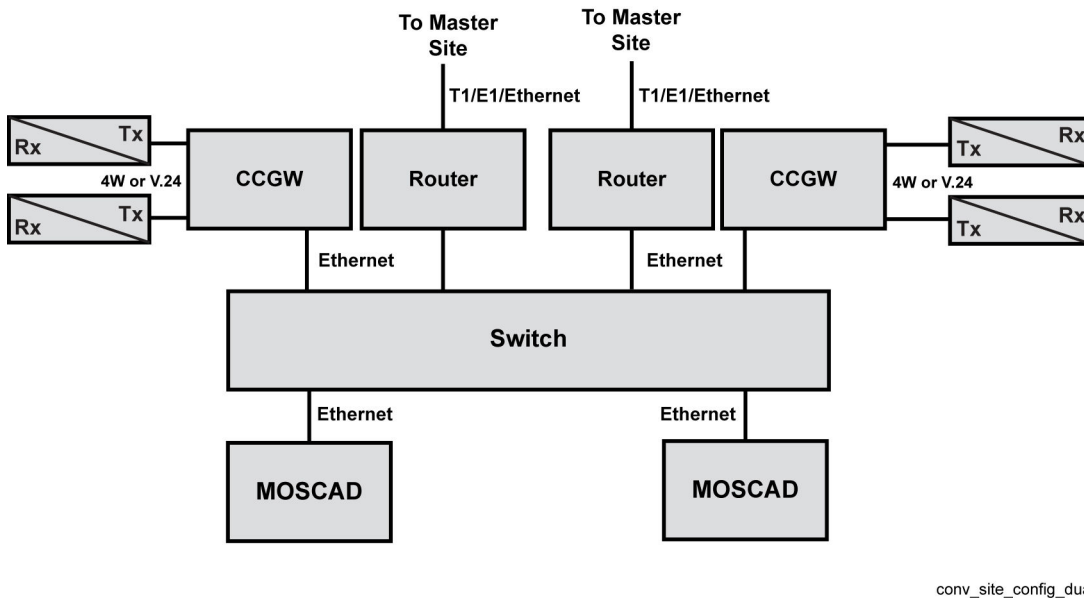 To Master
Site
To Master
Site
T1/E1/Ethernet
T1/E1/Ethernet
Rx
Tx
4W or V.24
Rx
Tx
CCGW
Router
Router
CCGW
Tx
Rx
4W or V.24
Tx
Rx
Ethernet
Ethernet
Switch
Ethernet
Ethernet
MOSCAD
MOSCAD
conv_site_config_dua